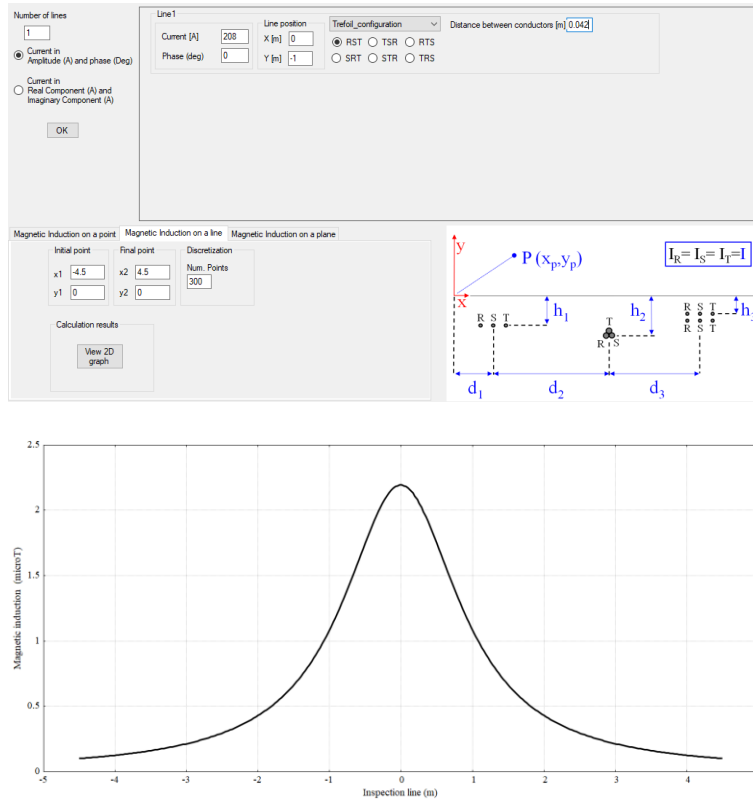 Number of lines
1
Current in
Amplitude (A) and phase (Deg)
Current in
Real Component (A) and
Imaginary Component (A)
OK
Line1
Current [A] 208
Phase (deg) 0
Line position
X [m] 0
Y [m] -1
Trefoil_configuration
RST TSR RTS
SRT STR TRS
Distance between conductors [m] 0.042
Magnetic Induction on a point Magnetic Induction on a line Magnetic Induction on a plane
Initial point
x1 -4.5
y1 0
Final point
x2 4.5
y2 0
Discretization
Num. Points
300
Calculation results
View 2D
graph
y
P (xp,yp)
IR= IS= IT=I
x
R S T
h1
T
R S
h2
R S T
R S T
h3
d1 d2 d3
2.5
2
1.5
1
0.5
0
Magnetic induction (microT)
-5 -4 -3 -2 -1 0 1 2 3 4
Inspection line (m)